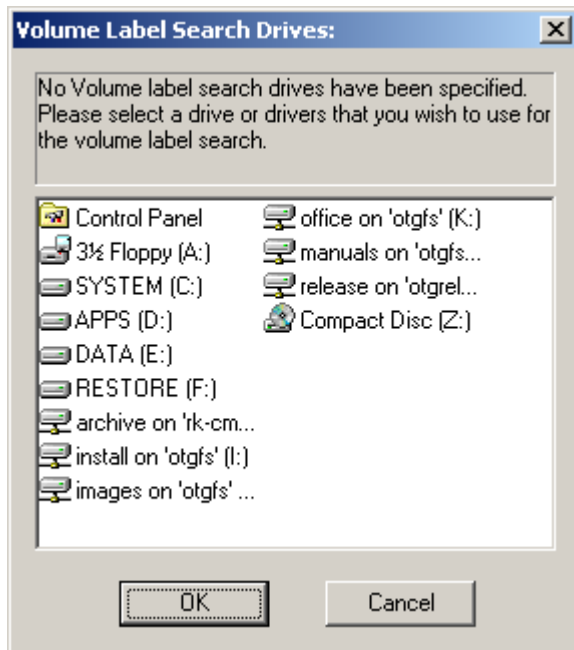 Volume Label Search Drives:
No Volume label search drives have been specified.
Please select a drive or drivers that you wish to use for
the volume label search.
Control Panel
3½ Floppy (A:)
SYSTEM (C:)
APPS (D:)
DATA (E:)
RESTORE (F:)
archive on 'rk-cm...
install on 'otgfs' (I:)
images on 'otgfs' ...
office on 'otgfs' (K:)
manuals on 'otgfs...
release on 'otgrel...
Compact Disc (Z:)
OK
Cancel